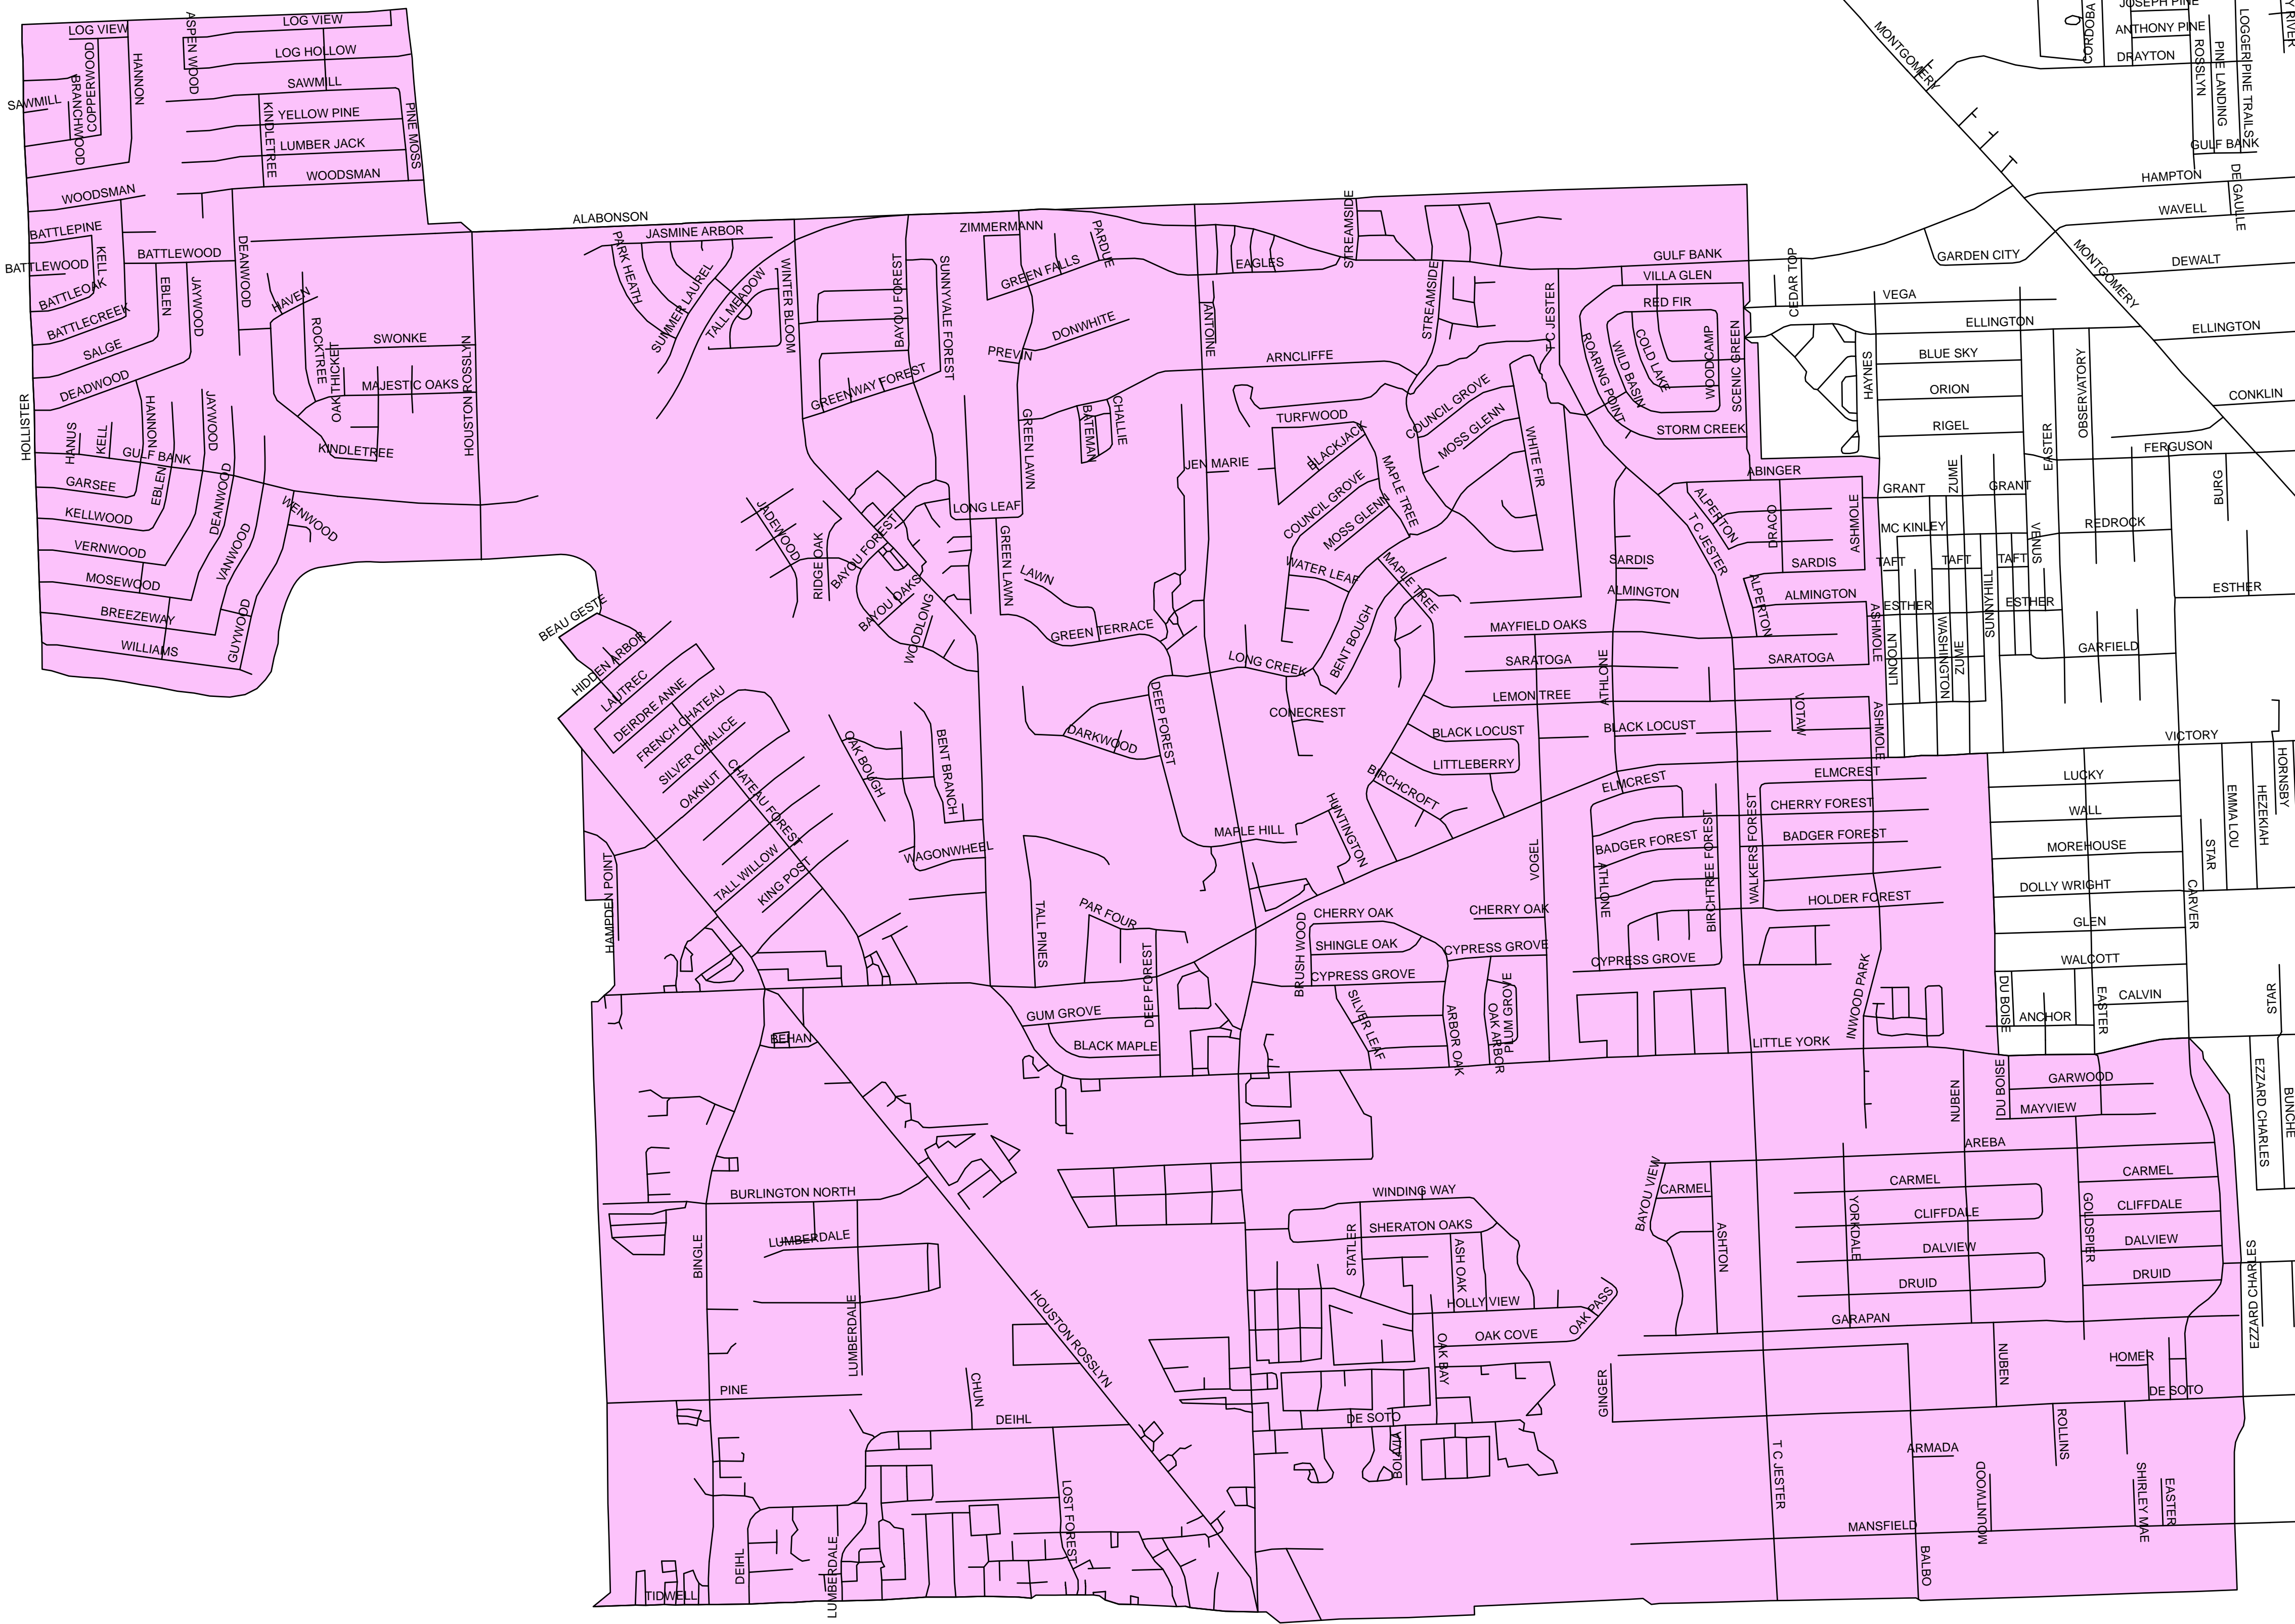 LOG VIEW
LOG VIEW
ASPEN WOOD
HANNON
COPPERWOOD
BRANCHWOOD
SAWMILL
LOG HOLLOW
SAWMILL
YELLOW PINE
KINDLETREE
PINE MOSS
LUMBER JACK
WOODSMAN
WOODSMAN
BATTLEPINE
BATTLEWOOD
BATTLEWOOD
KELL
BATTLEOAK
BATTLECREEK
SALGE
DEADWOOD
EBLEN
JAYWOOD
DEANWOOD
HAVEN
ROCKTREE
OAKTHICKET
SWONKE
MAJESTIC OAKS
HOUSTON ROSSLYN
KINDLETREE
HOLLISTER
HANUS
KELL
HANNON
JAYWOOD
GULF BANK
GARSEE
EBLEN
DEANWOOD
KELLWOOD
WENWOOD
VERNWOOD
VANWOOD
MOSEWOOD
BREEZEWAY
WILLIAMS
GUYWOOD
ALABONSON
JASMINE ARBOR
PARK HEATH
SUMMER LAUREL
TALL MEADOW
WINTER BLOOM
BAYOU FOREST
SUNNYVALE FOREST
GREENWAY FOREST
ZIMMERMANN
GREEN FALLS
PARDUE
DONWHITE
PREVIN
EAGLES
STREAMSIDE
ANTOINE
ARNCLIFFE
STREAMSIDE
GULF BANK
VILLA GLEN
RED FIR
T C JESTER
ROARING POINT
WILD BASIN
COLD LAKE
WOODCAMP
SCENIC GREEN
STORM CREEK
GREEN LAWN
BATEMAN
CHALLIE
TURFWOOD
BLACKJACK
COUNCIL GROVE
MOSS GLENN
WHITE FIR
JEN MARIE
COUNCIL GROVE
MOSS GLENN
MAPLE TREE
ABINGER
ALPERTON
T C JESTER
DRACO
ASHMOLE
SARDIS
SARDIS
ALMINGTON
ALMINGTON
ALPERTON
ASHMOLE
JADEWOOD
RIDGE OAK
BAYOU FOREST
LONG LEAF
BAYOU OAKS
WOODLONG
GREEN LAWN
LAWN
GREEN TERRACE
WATER LEAF
MAPLE TREE
BENT BOUGH
LONG CREEK
MAYFIELD OAKS
SARATOGA
ATHLONE
SARATOGA
LEMON TREE
VOTAW
ASHMOLE
BEAU GESTE
HIDDEN ARBOR
LAUTREC
DEIRDRE ANNE
FRENCH CHATEAU
SILVER CHALICE
OAKNUT
CHATEAU FOREST
TALL WILLOW
KING POST
HAMPDEN POINT
OAK BOUGH
BENT BRANCH
WAGONWHEEL
DEEP FOREST
DARKWOOD
CONECREST
BLACK LOCUST
BLACK LOCUST
LITTLEBERRY
BIRCHCROFT
HUNTINGTON
MAPLE HILL
VOGEL
ELMCREST
ELMCREST
CHERRY FOREST
BADGER FOREST
BADGER FOREST
ATHLONE
BIRCHTREE FOREST
WALKERS FOREST
HOLDER FOREST
TALL PINES
PAR FOUR
DEEP FOREST
BRUSH WOOD
CHERRY OAK
CHERRY OAK
SHINGLE OAK
CYPRESS GROVE
CYPRESS GROVE
CYPRESS GROVE
SILVER LEAF
ARBOR OAK
OAK ARBOR
PLUM GROVE
INWOOD PARK
LITTLE YORK
GUM GROVE
BLACK MAPLE
BEHAN
BURLINGTON NORTH
LUMBERDALE
BINGLE
LUMBERDALE
PINE
CHUN
DEIHL
HOUSTON ROSSLYN
LOST FOREST
DEIHL
LUMBERDALE
TIDWELL
WINDING WAY
SHERATON OAKS
STATLER
ASH OAK
HOLLY VIEW
OAK COVE
OAK PASS
OAK BAY
DE SOTO
BOLIVIA
BAYOU VIEW
CARMEL
ASHTON
GINGER
NUBEN
DU BOISE
GARWOOD
MAYVIEW
AREBA
CARMEL
CARMEL
YORKDALE
CLIFFDALE
CLIFFDALE
GOLDSPIER
DALVIEW
DALVIEW
DRUID
DRUID
GARAPAN
NUBEN
HOMER
DE SOTO
ROLLINS
ARMADA
T C JESTER
MOUNTWOOD
SHIRLEY MAE
EASTER
MANSFIELD
BALBO
MONTGOMERY
CORDOBA
JOSEPH PINE
ANTHONY PINE
DRAYTON
ROSSLYN
PINE LANDING
LOGGERPINE TRAILS
Y RIVER
GULF BANK
HAMPTON
DE GAULLE
WAVELL
GARDEN CITY
MONTGOMERY
DEWALT
CEDAR TOP
VEGA
ELLINGTON
ELLINGTON
BLUE SKY
HAYNES
ORION
OBSERVATORY
CONKLIN
RIGEL
EASTER
FERGUSON
GRANT
ZUME
GRANT
BURG
MC KINLEY
VENUS
REDROCK
TAFT
TAFT
TAFT
SUNNYHILL
ESTHER
ESTHER
ESTHER
LINCOLN
WASHINGTON
ZUME
GARFIELD
VICTORY
HORNSBY
LUCKY
WALL
EMMA LOU
HEZEKIAH
MOREHOUSE
STAR
DOLLY WRIGHT
CARVER
GLEN
WALCOTT
DU BOISE
EASTER
CALVIN
STAR
ANCHOR
EZZARD CHARLES
BUNCHE
EZZARD CHARLES